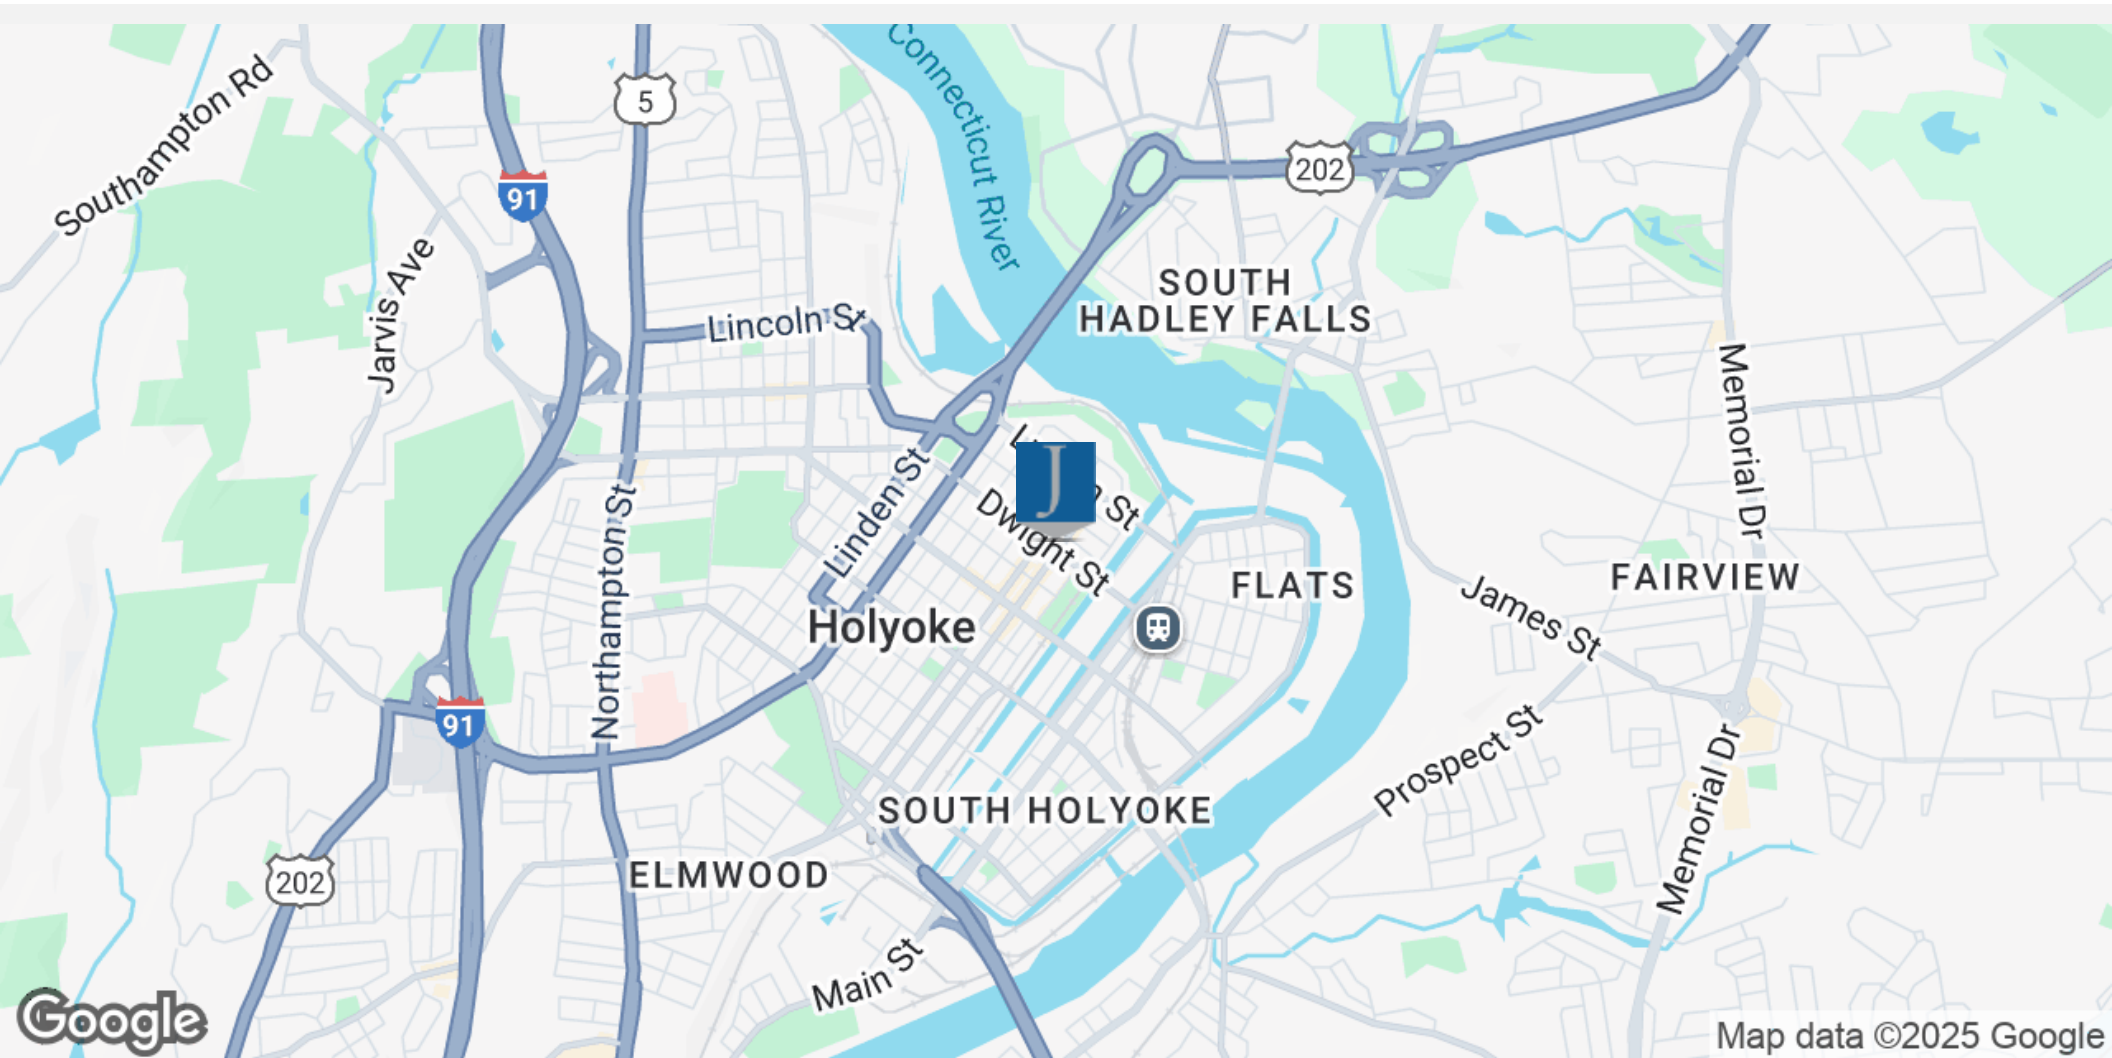 Connecticut River
Southampton Rd
5
91
202
Jarvis Ave
SOUTH
HADLEY FALLS
Lincoln St
Memorial Dr
Linden St
St
Dwight St
J
Northampton St
FLATS
FAIRVIEW
James St
Holyoke
91
Prospect St
Memorial Dr
SOUTH HOLYOKE
ELMWOOD
202
Main St
Google
Map data ©2025 Google